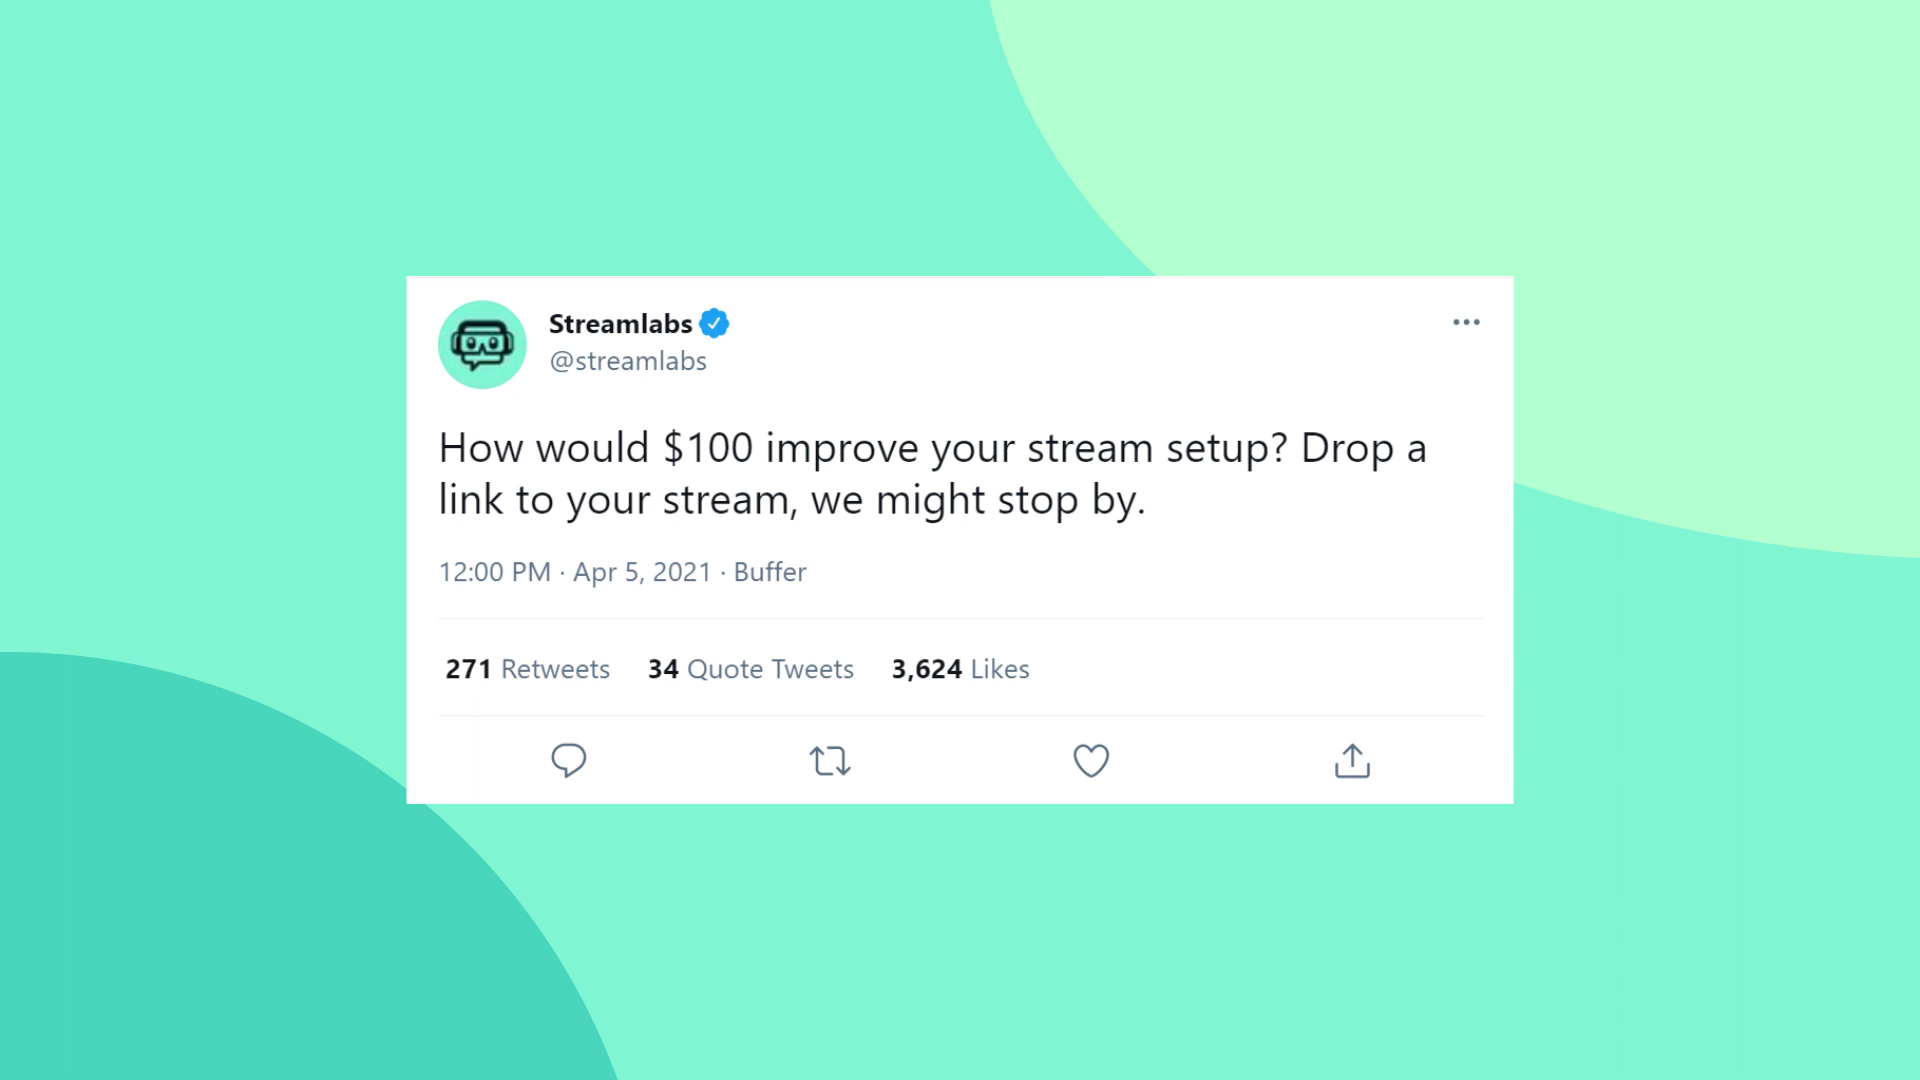 Streamlabs
@streamlabs
How would $100 improve your stream setup? Drop a
link to your stream, we might stop by.
12:00 PM · Apr 5, 2021 · Buffer
271 Retweets 34 Quote Tweets 3,624 Likes